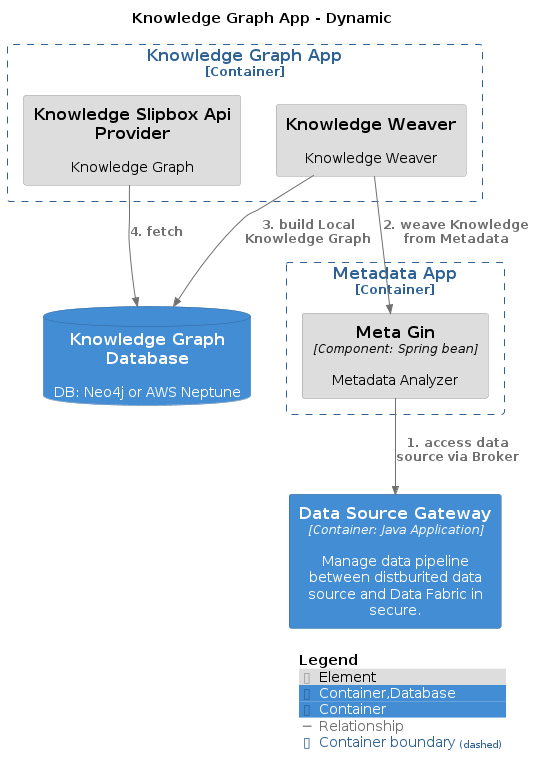 Knowledge Graph App - Dynamic
Knowledge Graph App
[Container]
Knowledge Slipbox Api
Provider
Knowledge Graph
Knowledge Weaver
Knowledge Weaver
4. fetch
3. build Local
Knowledge Graph
2. weave Knowledge
from Metadata
Metadata App
[Container]
Knowledge Graph
Database
DB: Neo4j or AWS Neptune
Meta Gin
[Component: Spring bean]
Metadata Analyzer
1. access data
source via Broker
Data Source Gateway
[Container: Java Application]
Manage data pipeline
between distburited data
source and Data Fabric in
secure.
Legend
Element
Container,Database
Container
Relationship
Container boundary (dashed)